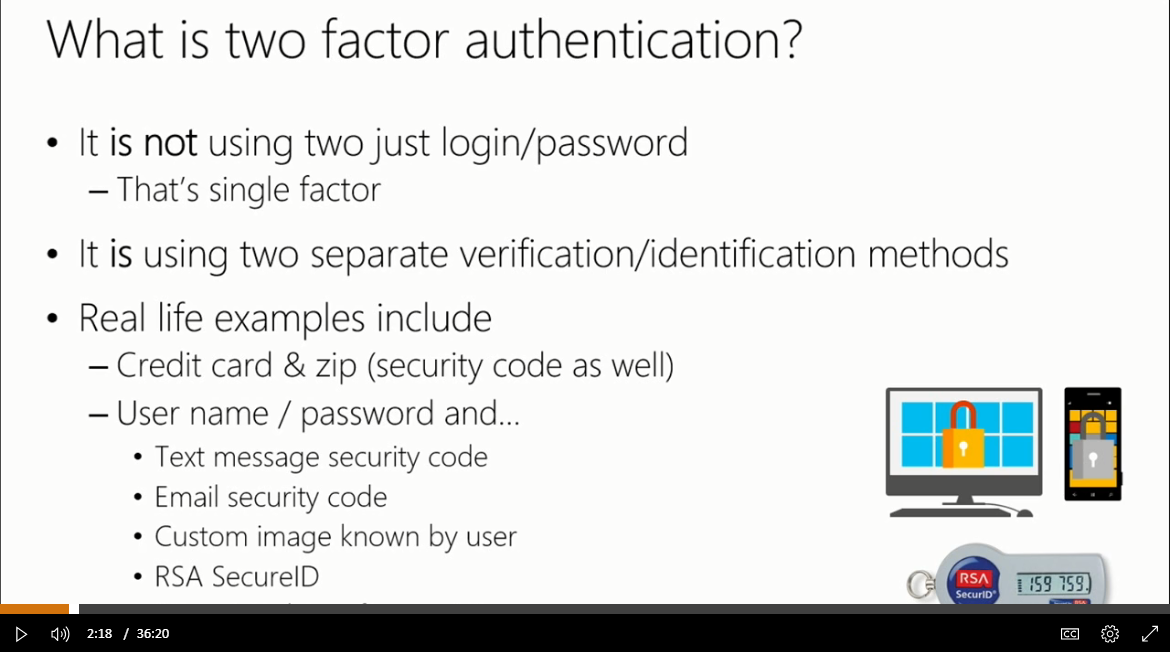 What is two factor authentication?
• It is not using two just login/password
– That's single factor
• It is using two separate verification/identification methods
• Real life examples include
– Credit card & zip (security code as well)
– User name / password and...
• Text message security code
• Email security code
• Custom image known by user
• RSA SecureID
RSA
SecurID®
159 759
2:18 / 36:20
CC